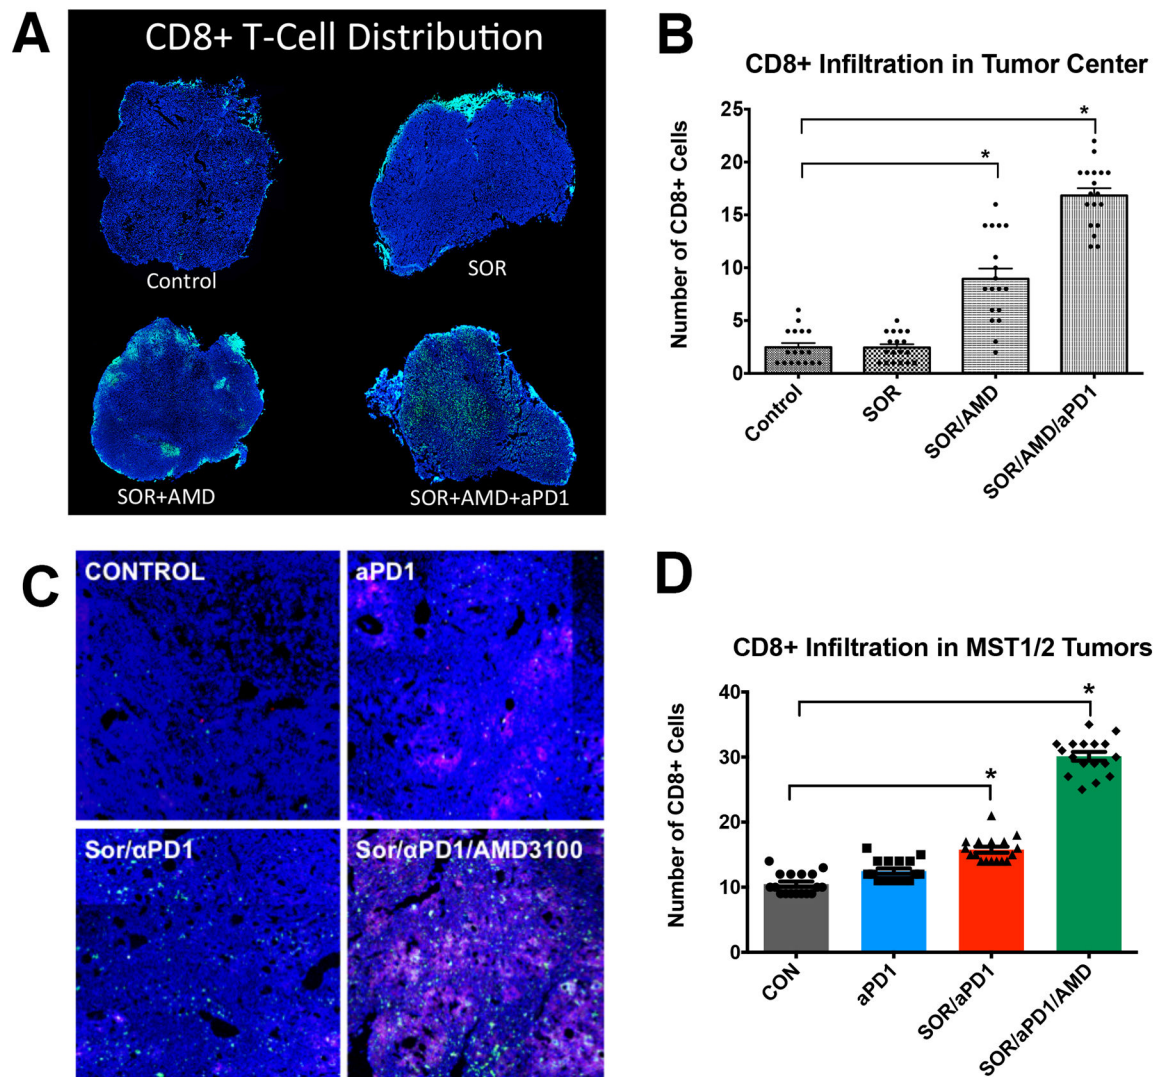 A
CD8+ T-Cell Distribution
Control
SOR
SOR+AMD
SOR+AMD+aPD1
B
CD8+ Infiltration in Tumor Center
Number of CD8+ Cells
25
20
15
10
5
0
*
*
Control
SOR
SOR/AMD
SOR/AMD/aPD1
C
CONTROL
aPD1
Sor/αPD1
Sor/αPD1/AMD3100
D
CD8+ Infiltration in MST1/2 Tumors
Number of CD8+ Cells
40
30
20
10
0
*
*
CON
aPD1
SOR/aPD1
SOR/aPD1/AMD